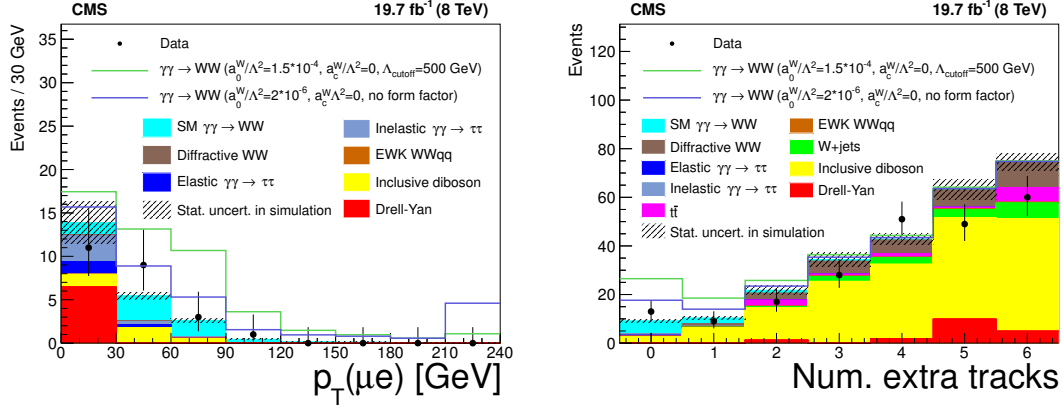 CMS 19.7 fb⁻¹ (8 TeV)
Events / 30 GeV
35
30
25
20
15
10
5
0
Data
γγ → WW (a₀ᵂ/Λ²=1.5*10⁻⁴, a_cᵂ/Λ²=0, Λcutoff=500 GeV)
γγ → WW (a₀ᵂ/Λ²=2*10⁻⁶, a_cᵂ/Λ²=0, no form factor)
SM γγ → WW Inelastic γγ → ττ
Diffractive WW EWK WWqq
Elastic γγ → ττ Inclusive diboson
Stat. uncert. in simulation Drell-Yan
0 30 60 90 120 150 180 210 240
p_T(μe) [GeV]
CMS 19.7 fb⁻¹ (8 TeV)
Events
120
100
80
60
40
20
0
Data
γγ → WW (a₀ᵂ/Λ²=1.5*10⁻⁴, a_cᵂ/Λ²=0, Λcutoff=500 GeV)
γγ → WW (a₀ᵂ/Λ²=2*10⁻⁶, a_cᵂΛ²=0, no form factor)
SM γγ → WW EWK WWqq
Diffractive WW W+jets
Elastic γγ → ττ Inclusive diboson
Inelastic γγ → ττ Drell-Yan
tt̄
Stat. uncert. in simulation
0 1 2 3 4 5 6
Num. extra tracks